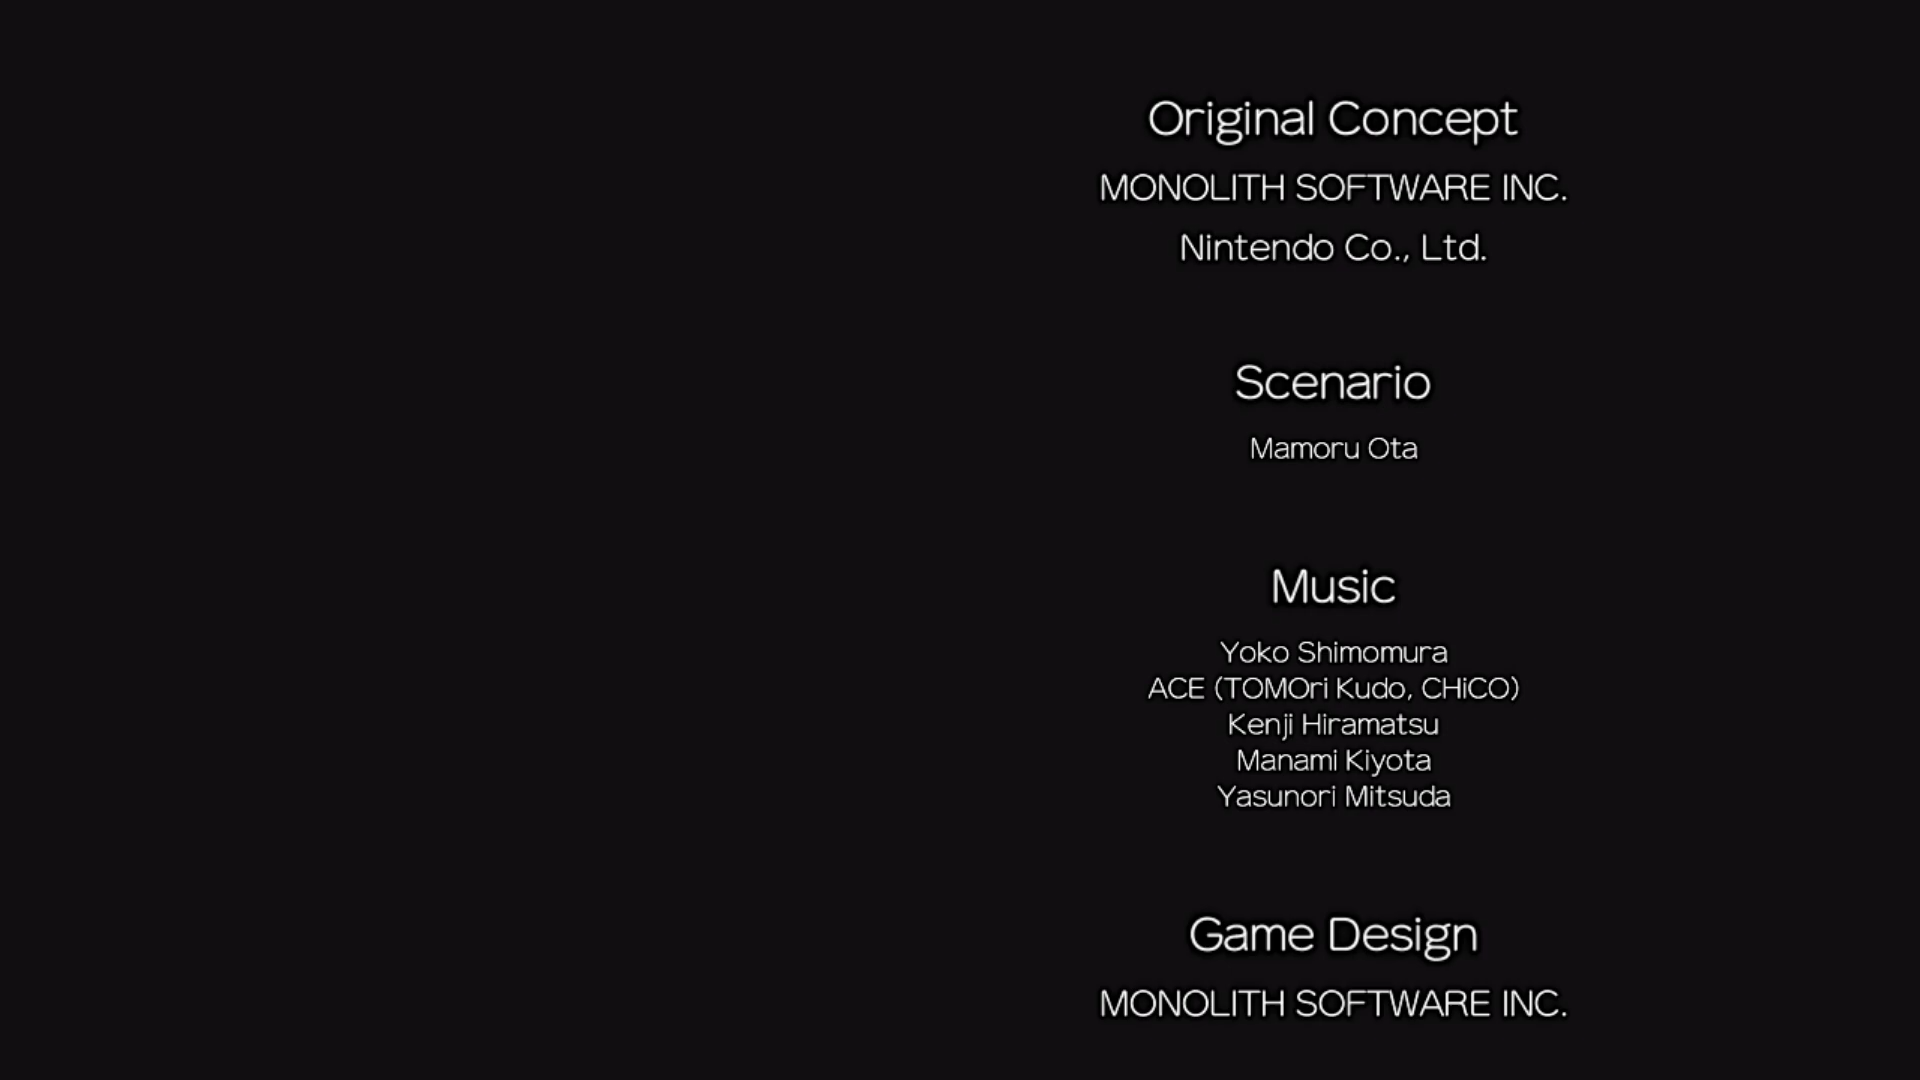 Original Concept
MONOLITH SOFTWARE INC.
Nintendo Co., Ltd.
Scenario
Mamoru Ota
Music
Yoko Shimomura
ACE (TOMOri Kudo, CHiCO)
Kenji Hiramatsu
Manami Kiyota
Yasunori Mitsuda
Game Design
MONOLITH SOFTWARE INC.